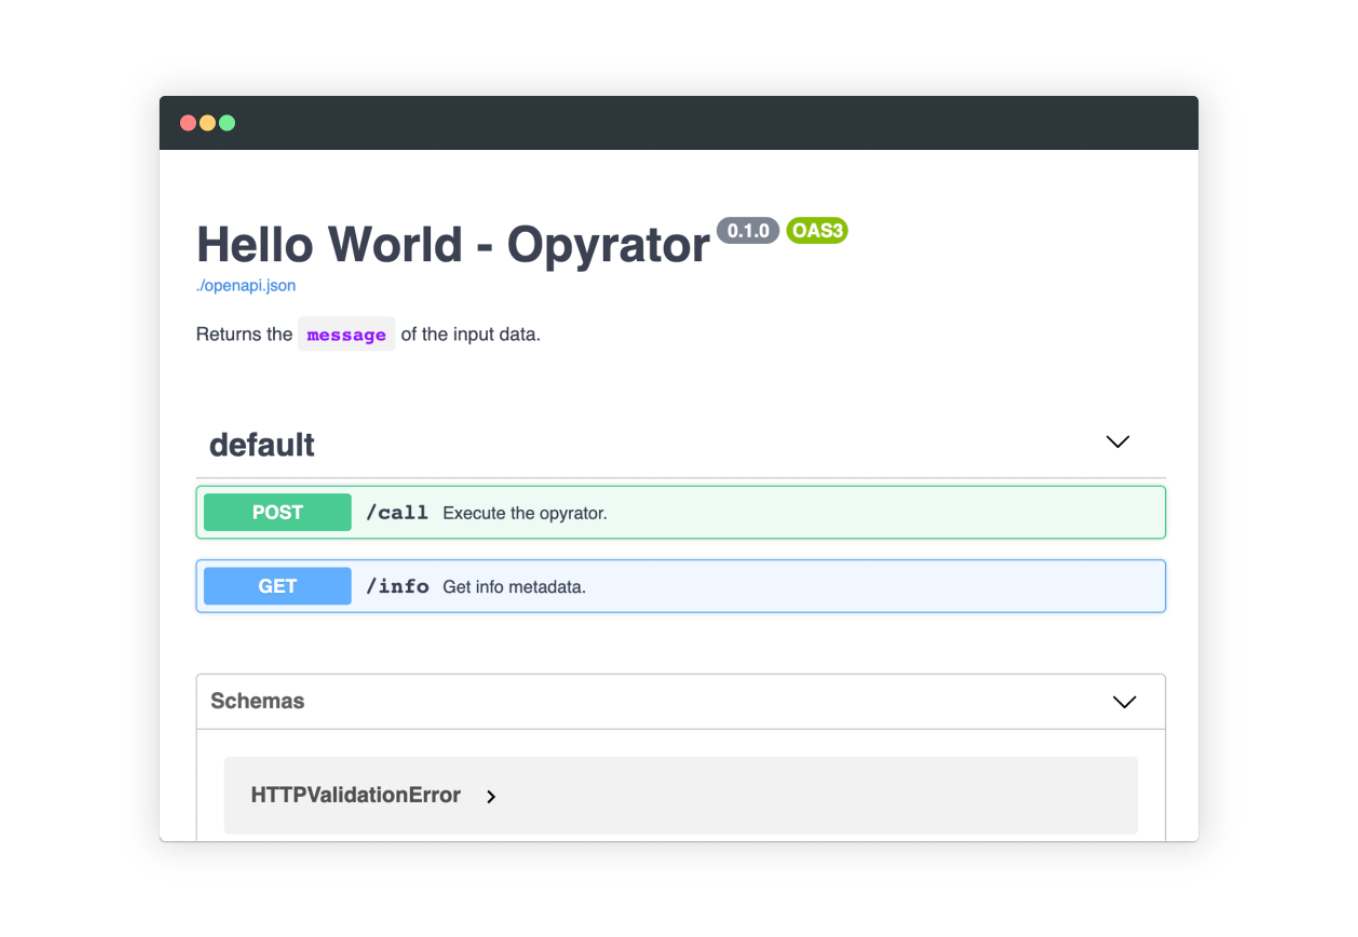 Hello World - Opyrator 0.1.0 OAS3
./openapi.json
Returns the message of the input data.
default
POST /call Execute the opyrator.
GET /info Get info metadata.
Schemas
HTTPValidationError